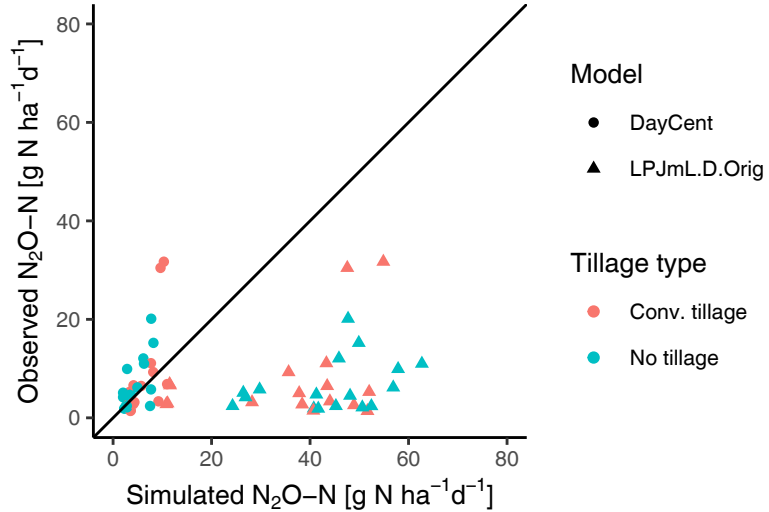 Observed N₂O−N [g N ha⁻¹d⁻¹]
80
60
40
20
0
0 20 40 60 80
Simulated N₂O−N [g N ha⁻¹d⁻¹]
Model
DayCent
LPJmL.D.Orig
Tillage type
Conv. tillage
No tillage